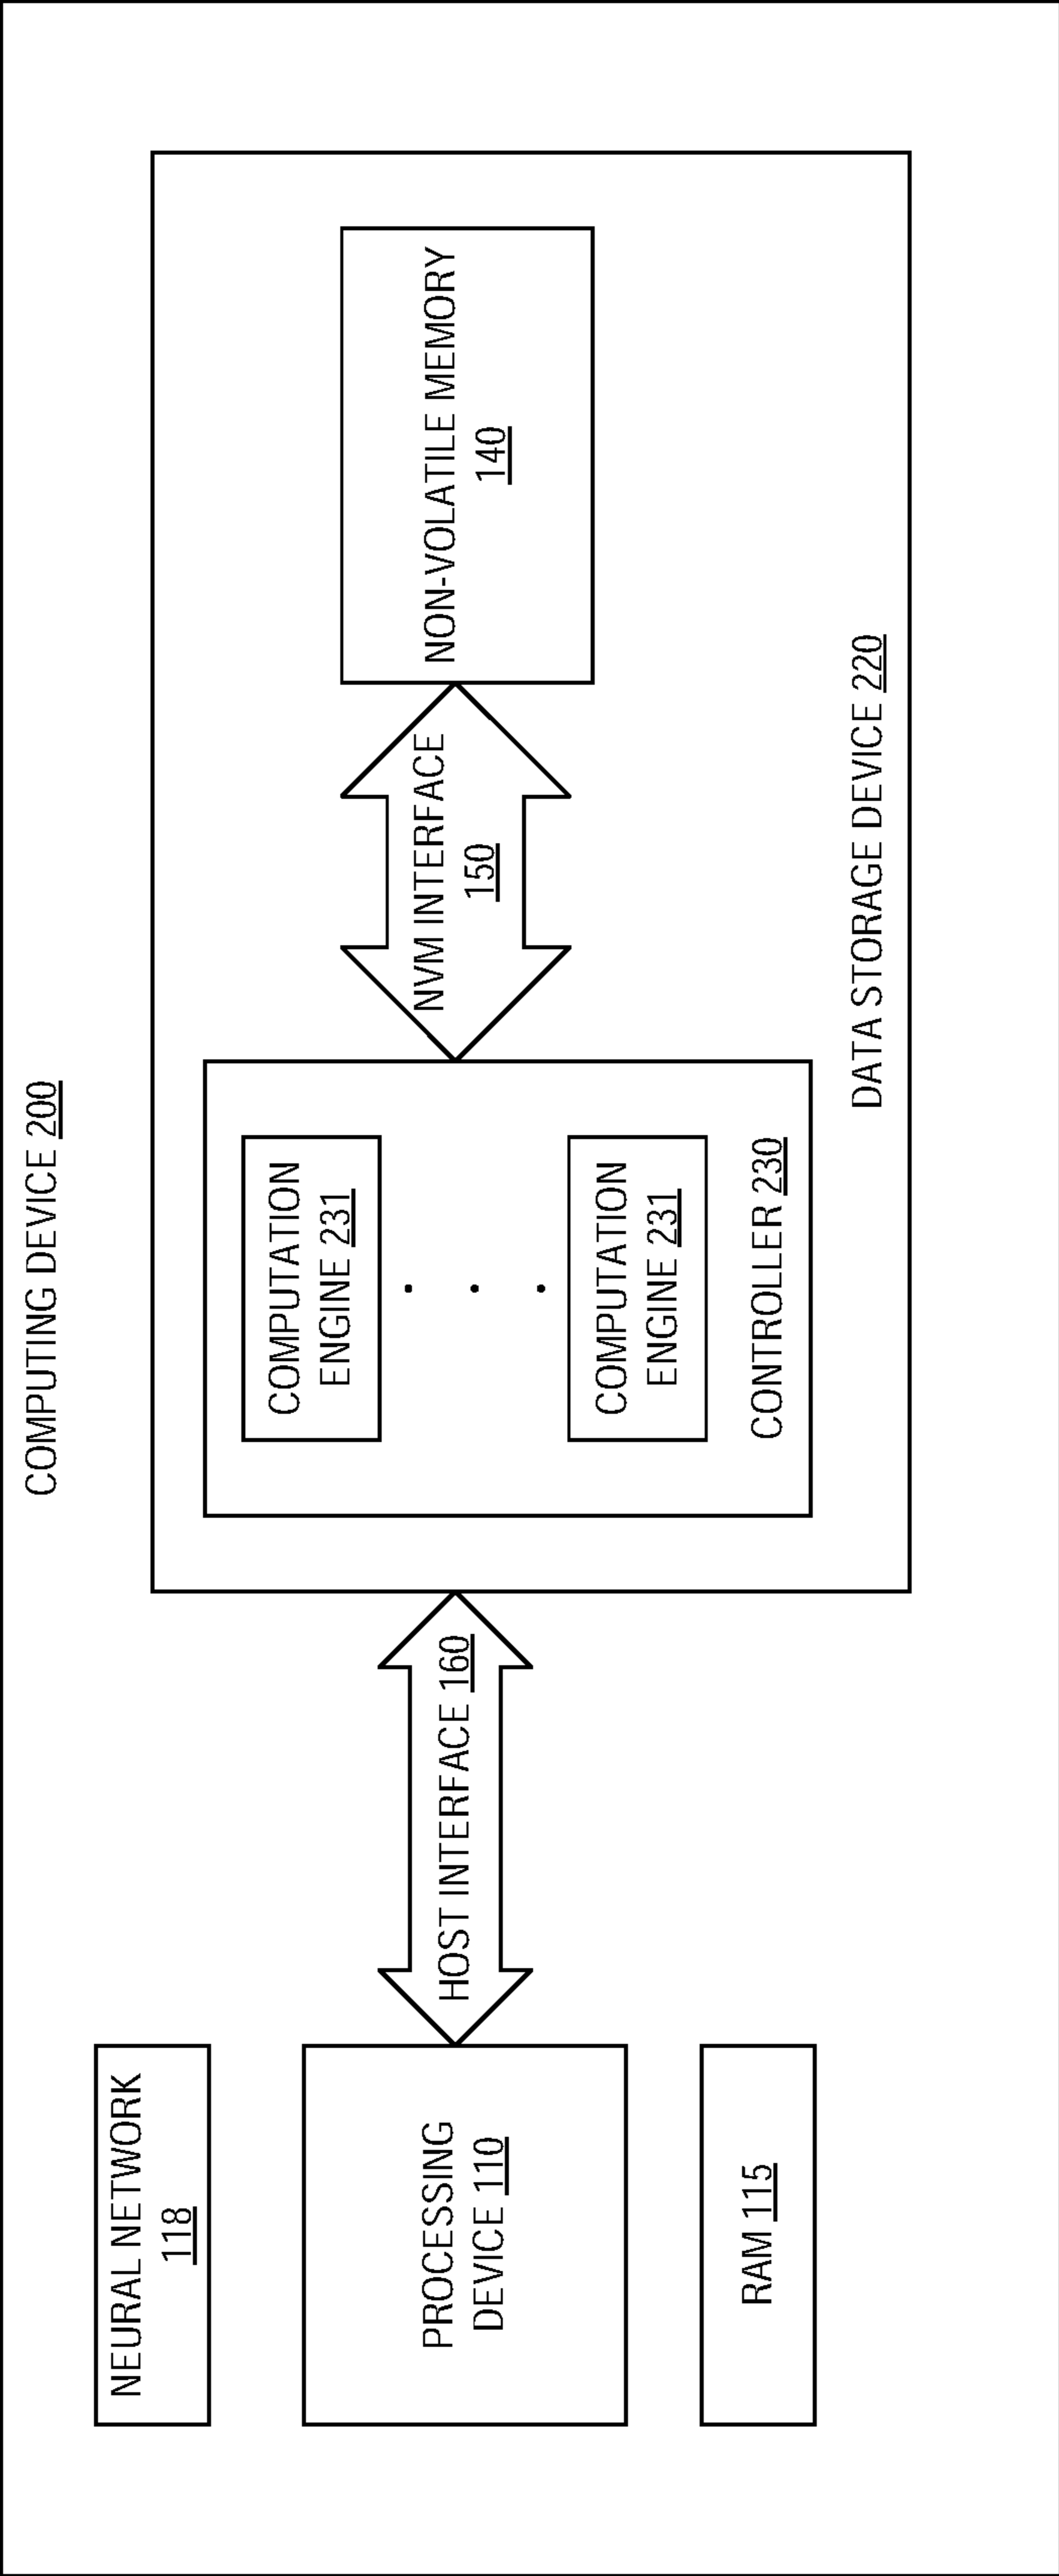 COMPUTING DEVICE 200
NEURAL NETWORK
118
PROCESSING
DEVICE 110
RAM 115
HOST INTERFACE 160
COMPUTATION
ENGINE 231
COMPUTATION
ENGINE 231
CONTROLLER 230
NVM INTERFACE
150
NON-VOLATILE MEMORY
140
DATA STORAGE DEVICE 220